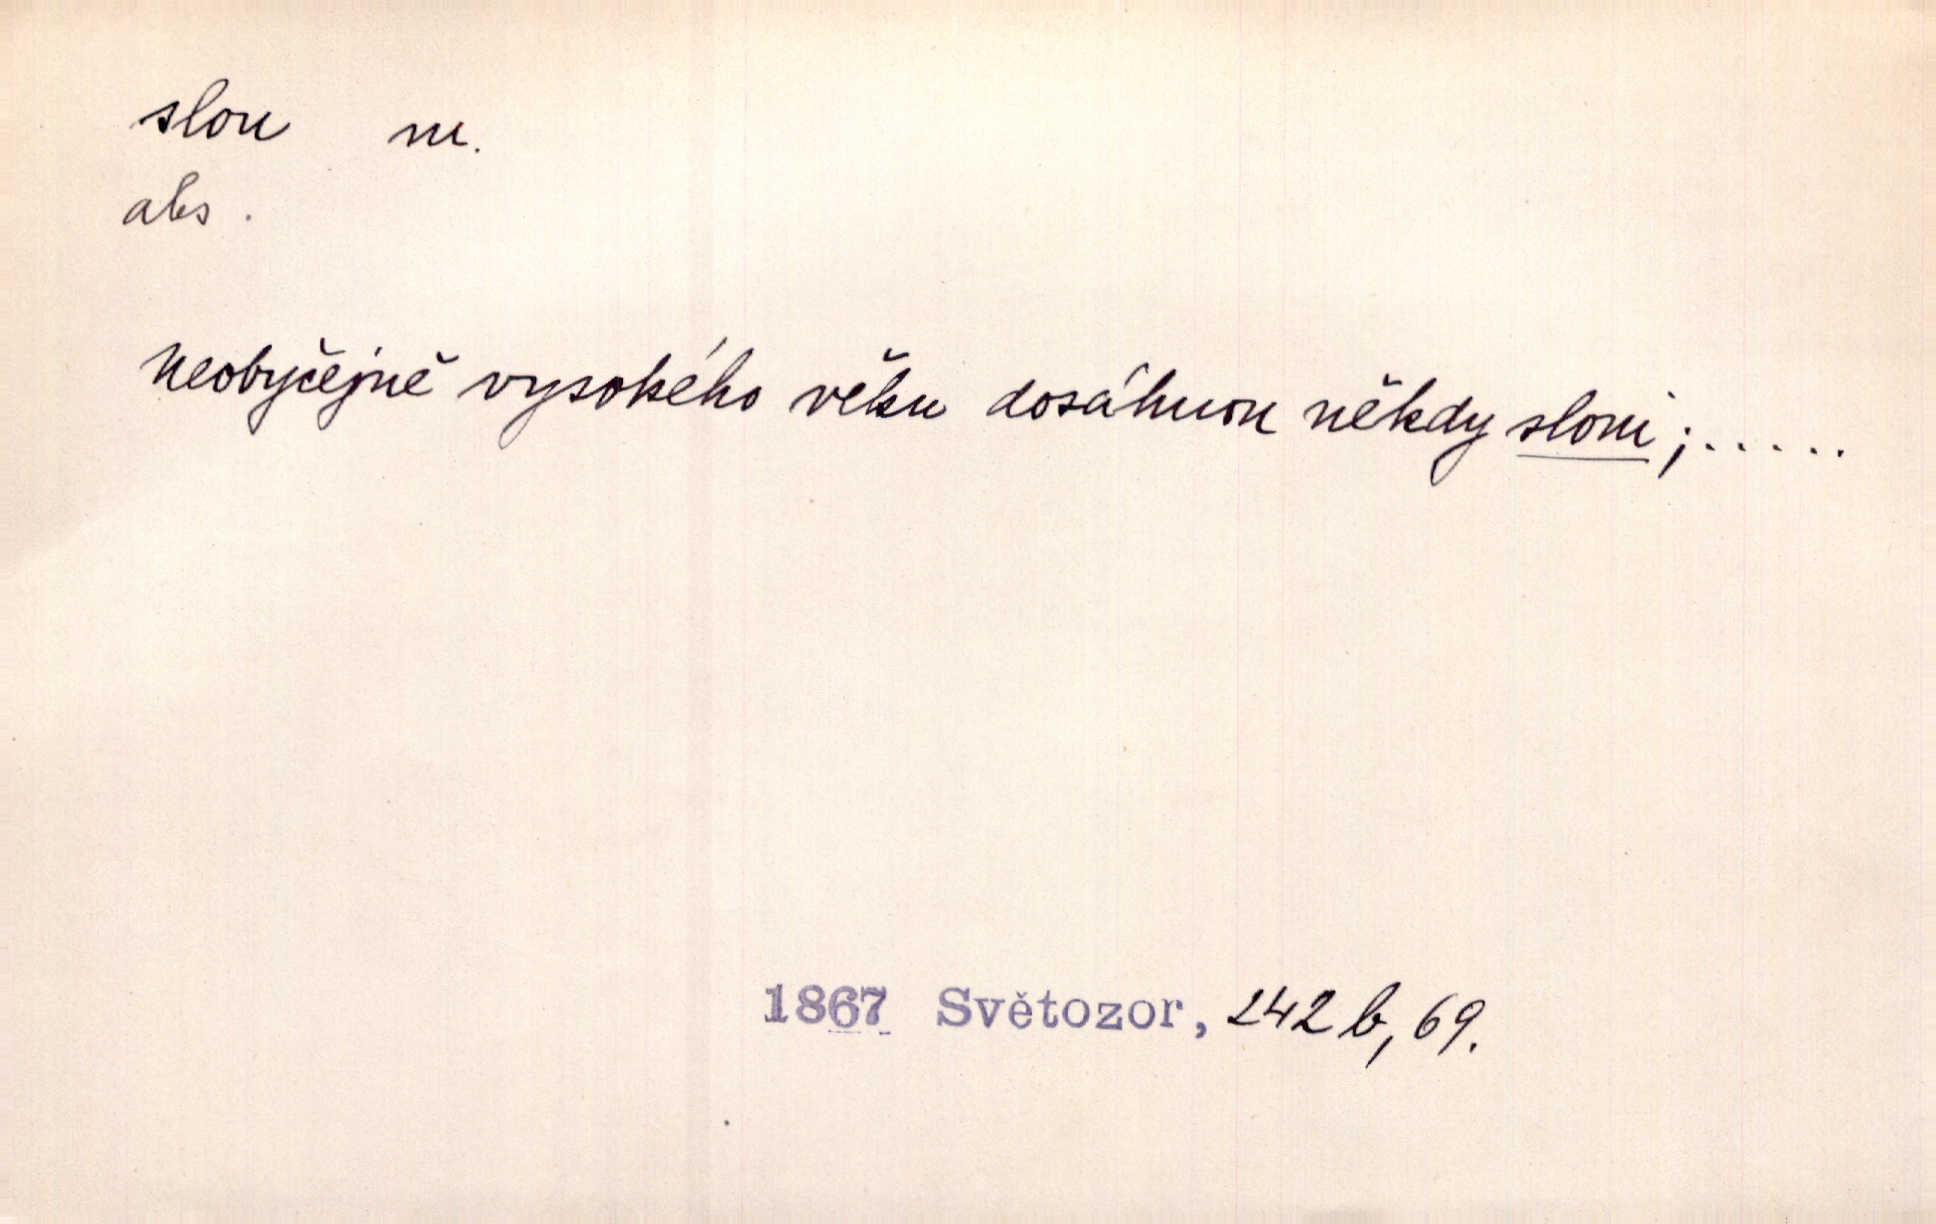 slon m.
abs.
Neobyčejně vysokého věku dosáhnou někdy sloni;.....
1867 Světozor, 242 b, 69.